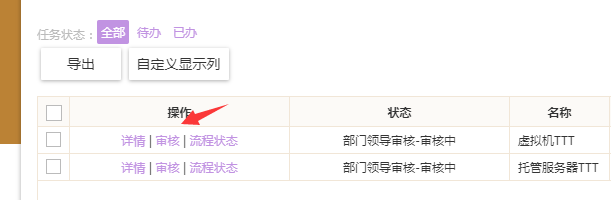 任务状态： 全部 待办 已办
导出 自定义显示列
操作 状态 名称
详情 | 审核 | 流程状态 部门领导审核-审核中 虚拟机TTT
详情 | 审核 | 流程状态 部门领导审核-审核中 托管服务器TTT